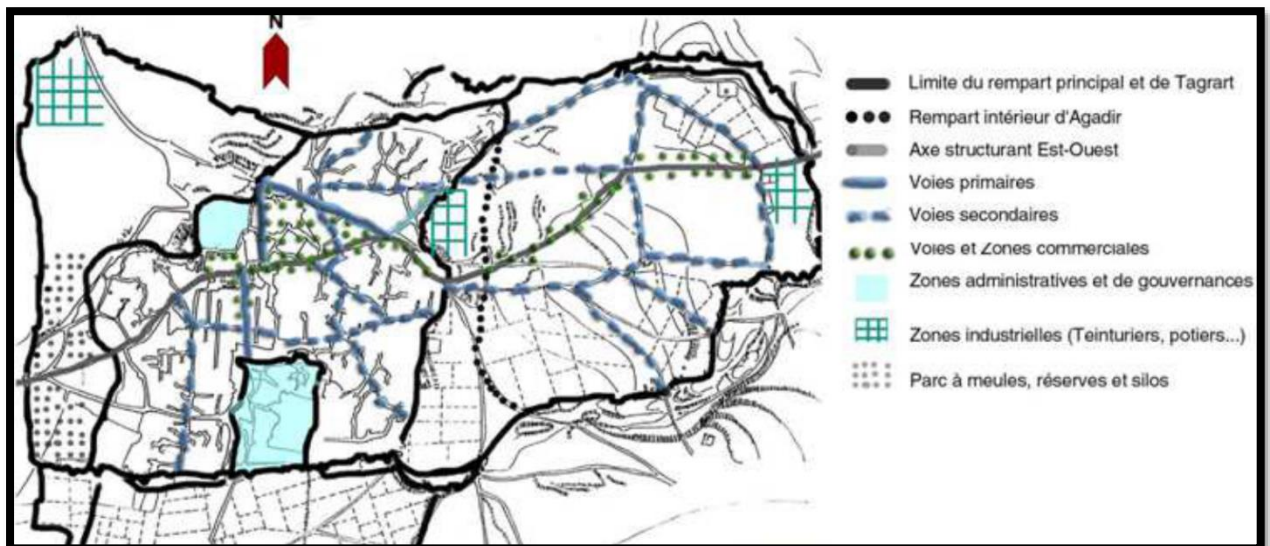 N
Limite du rempart principal et de Tagrart
Rempart intérieur d'Agadir
Axe structurant Est-Ouest
Voies primaires
Voies secondaires
Voies et Zones commerciales
Zones administratives et de gouvernances
Zones industrielles (Teinturiers, potiers...)
Parc à meules, réserves et silos